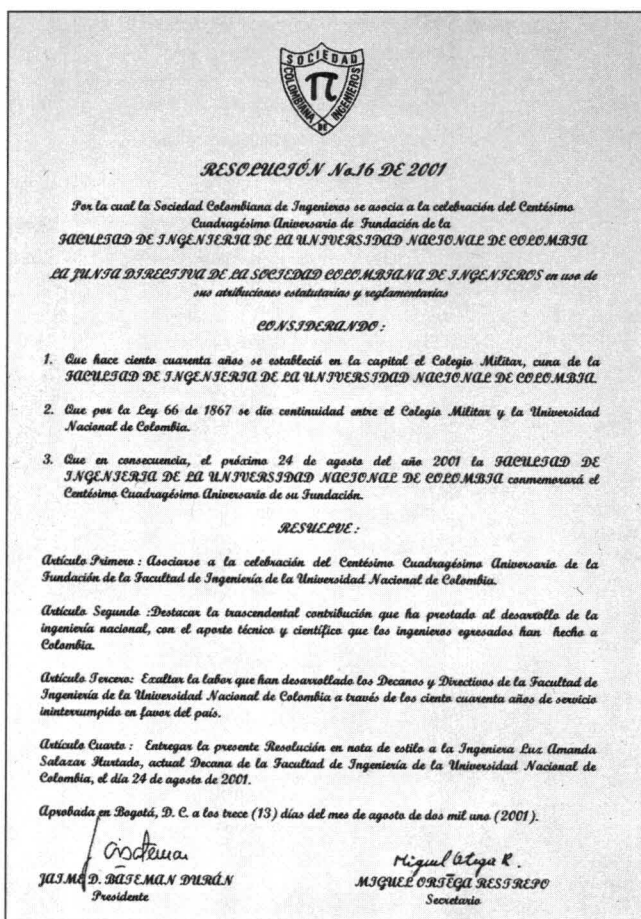 SOCIEDAD
COLOMBIANA
DE
INGENIEROS
π
RESOLUCIÓN No.16 DE 2001
Por la cual la Sociedad Colombiana de Ingenieros se asocia a la celebración del Centésimo
Cuadragésimo Aniversario de Fundación de la
FACULTAD DE INGENIERIA DE LA UNIVERSIDAD NACIONAL DE COLOMBIA
LA JUNTA DIRECTIVA DE LA SOCIEDAD COLOMBIANA DE INGENIEROS en uso de
sus atribuciones estatutarias y reglamentarias
CONSIDERANDO :
1. Que hace ciento cuarenta años se estableció en la capital el Colegio Militar, cuna de la
FACULTAD DE INGENIERIA DE LA UNIVERSIDAD NACIONAL DE COLOMBIA.
2. Que por la Ley 66 de 1867 se dio continuidad entre el Colegio Militar y la Universidad
Nacional de Colombia.
3. Que en consecuencia, el próximo 24 de agosto del año 2001 la FACULTAD DE
INGENIERIA DE LA UNIVERSIDAD NACIONAL DE COLOMBIA conmemorará el
Centésimo Cuadragésimo Aniversario de su Fundación.
RESUELVE :
Artículo Primero : Asociarse a la celebración del Centésimo Cuadragésimo Aniversario de la
Fundación de la Facultad de Ingeniería de la Universidad Nacional de Colombia.
Artículo Segundo :Destacar la trascendental contribución que ha prestado al desarrollo de la
ingeniería nacional, con el aporte técnico y científico que los ingenieros egresados han hecho a
Colombia.
Artículo Tercero: Exaltar la labor que han desarrollado los Decanos y Directivos de la Facultad de
Ingeniería de la Universidad Nacional de Colombia a través de los ciento cuarenta años de servicio
ininterrumpido en favor del país.
Artículo Cuarto : Entregar la presente Resolución en nota de estilo a la Ingeniera Luz Amanda
Salazar Hurtado, actual Decana de la Facultad de Ingeniería de la Universidad Nacional de
Colombia, el día 24 de agosto de 2001.
Aprobada en Bogotá, D. C. a los trece (13) días del mes de agosto de dos mil uno (2001).
Miguel Ortega R.
JAIME D. BATEMAN DURÁN
Presidente
MIGUEL ORTEGA RESTREPO
Secretario